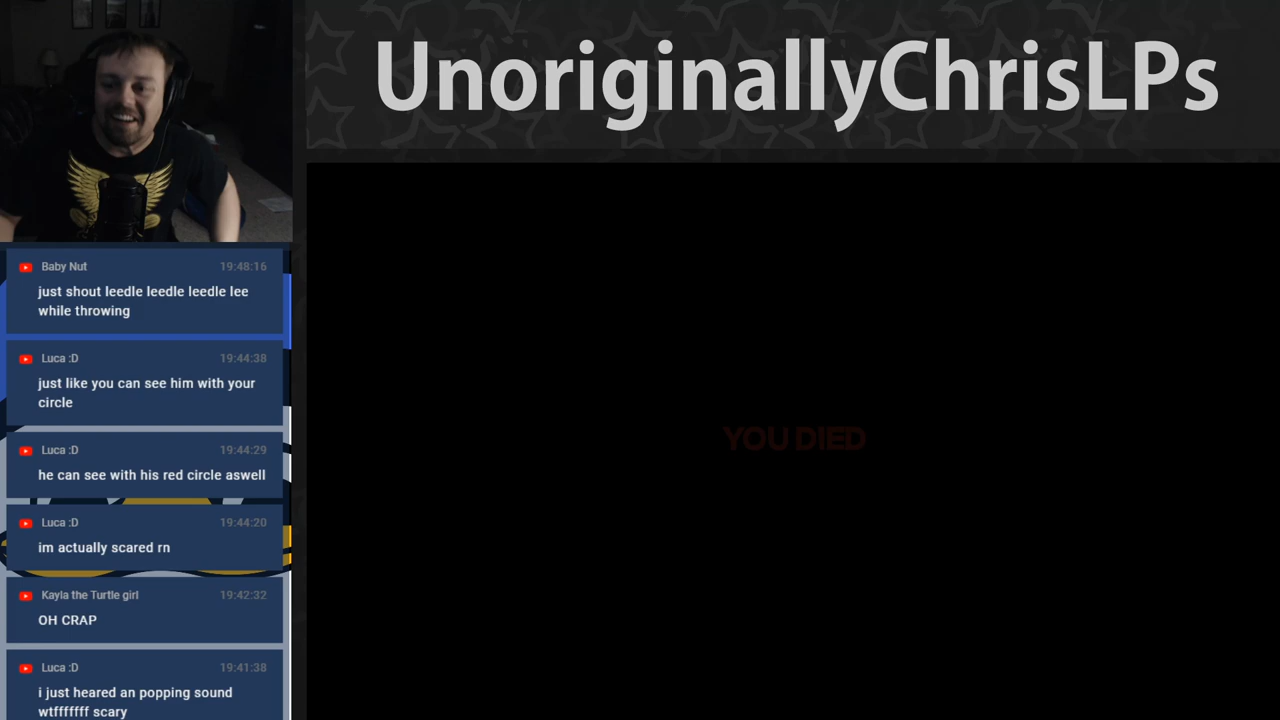 UnoriginallyChrisLPs
Baby Nut 19:48:16
just shout leedle leedle leedle lee
while throwing
Luca :D 19:44:38
just like you can see him with your
circle
Luca :D 19:44:29
he can see with his red circle aswell
Luca :D 19:44:20
im actually scared rn
Kayla the Turtle girl 19:42:32
OH CRAP
Luca :D 19:41:38
i just heared an popping sound
wtfffffff scary
YOU DIED